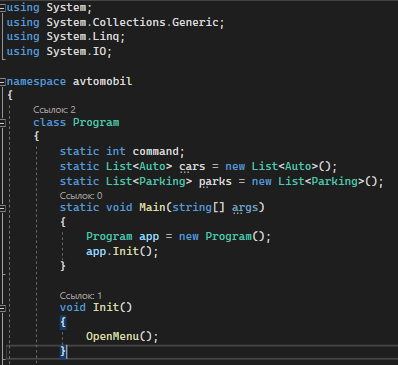 using System;
using System.Collections.Generic;
using System.Linq;
using System.IO;
namespace avtomobil
{
Ссылок: 2
class Program
{
static int command;
static List<Auto> cars = new List<Auto>();
static List<Parking> parks = new List<Parking>();
Ссылок: 0
static void Main(string[] args)
{
Program app = new Program();
app.Init();
}
Ссылок: 1
void Init()
{
OpenMenu();
}